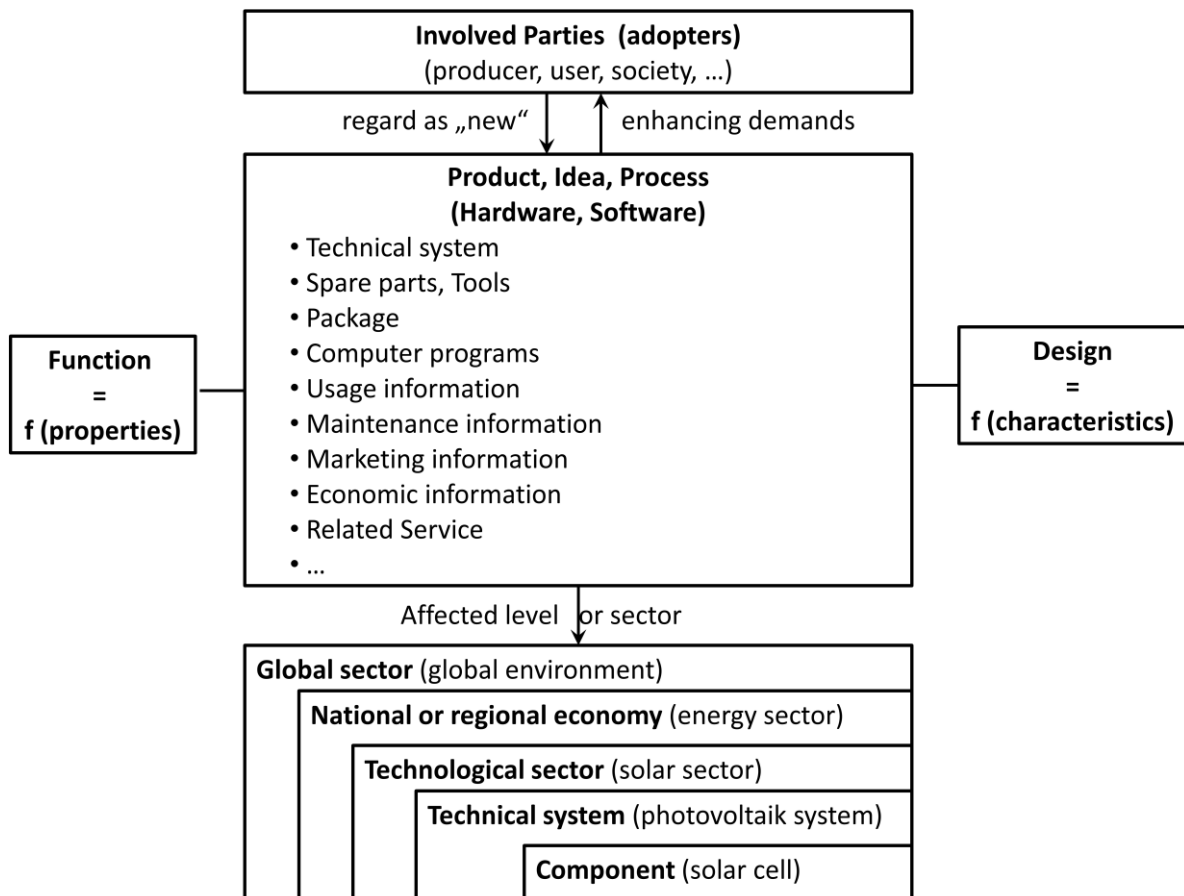 Involved Parties (adopters)
(producer, user, society, …)
regard as „new“
enhancing demands
Product, Idea, Process
(Hardware, Software)
• Technical system
• Spare parts, Tools
• Package
• Computer programs
• Usage information
• Maintenance information
• Marketing information
• Economic information
• Related Service
• …
Function
=
f (properties)
Design
=
f (characteristics)
Affected level or sector
Global sector (global environment)
National or regional economy (energy sector)
Technological sector (solar sector)
Technical system (photovoltaik system)
Component (solar cell)